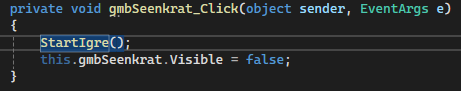 private void gmbSeenkrat_Click(object sender, EventArgs e)
{
StartIgre();
this.gmbSeenkrat.Visible = false;
}